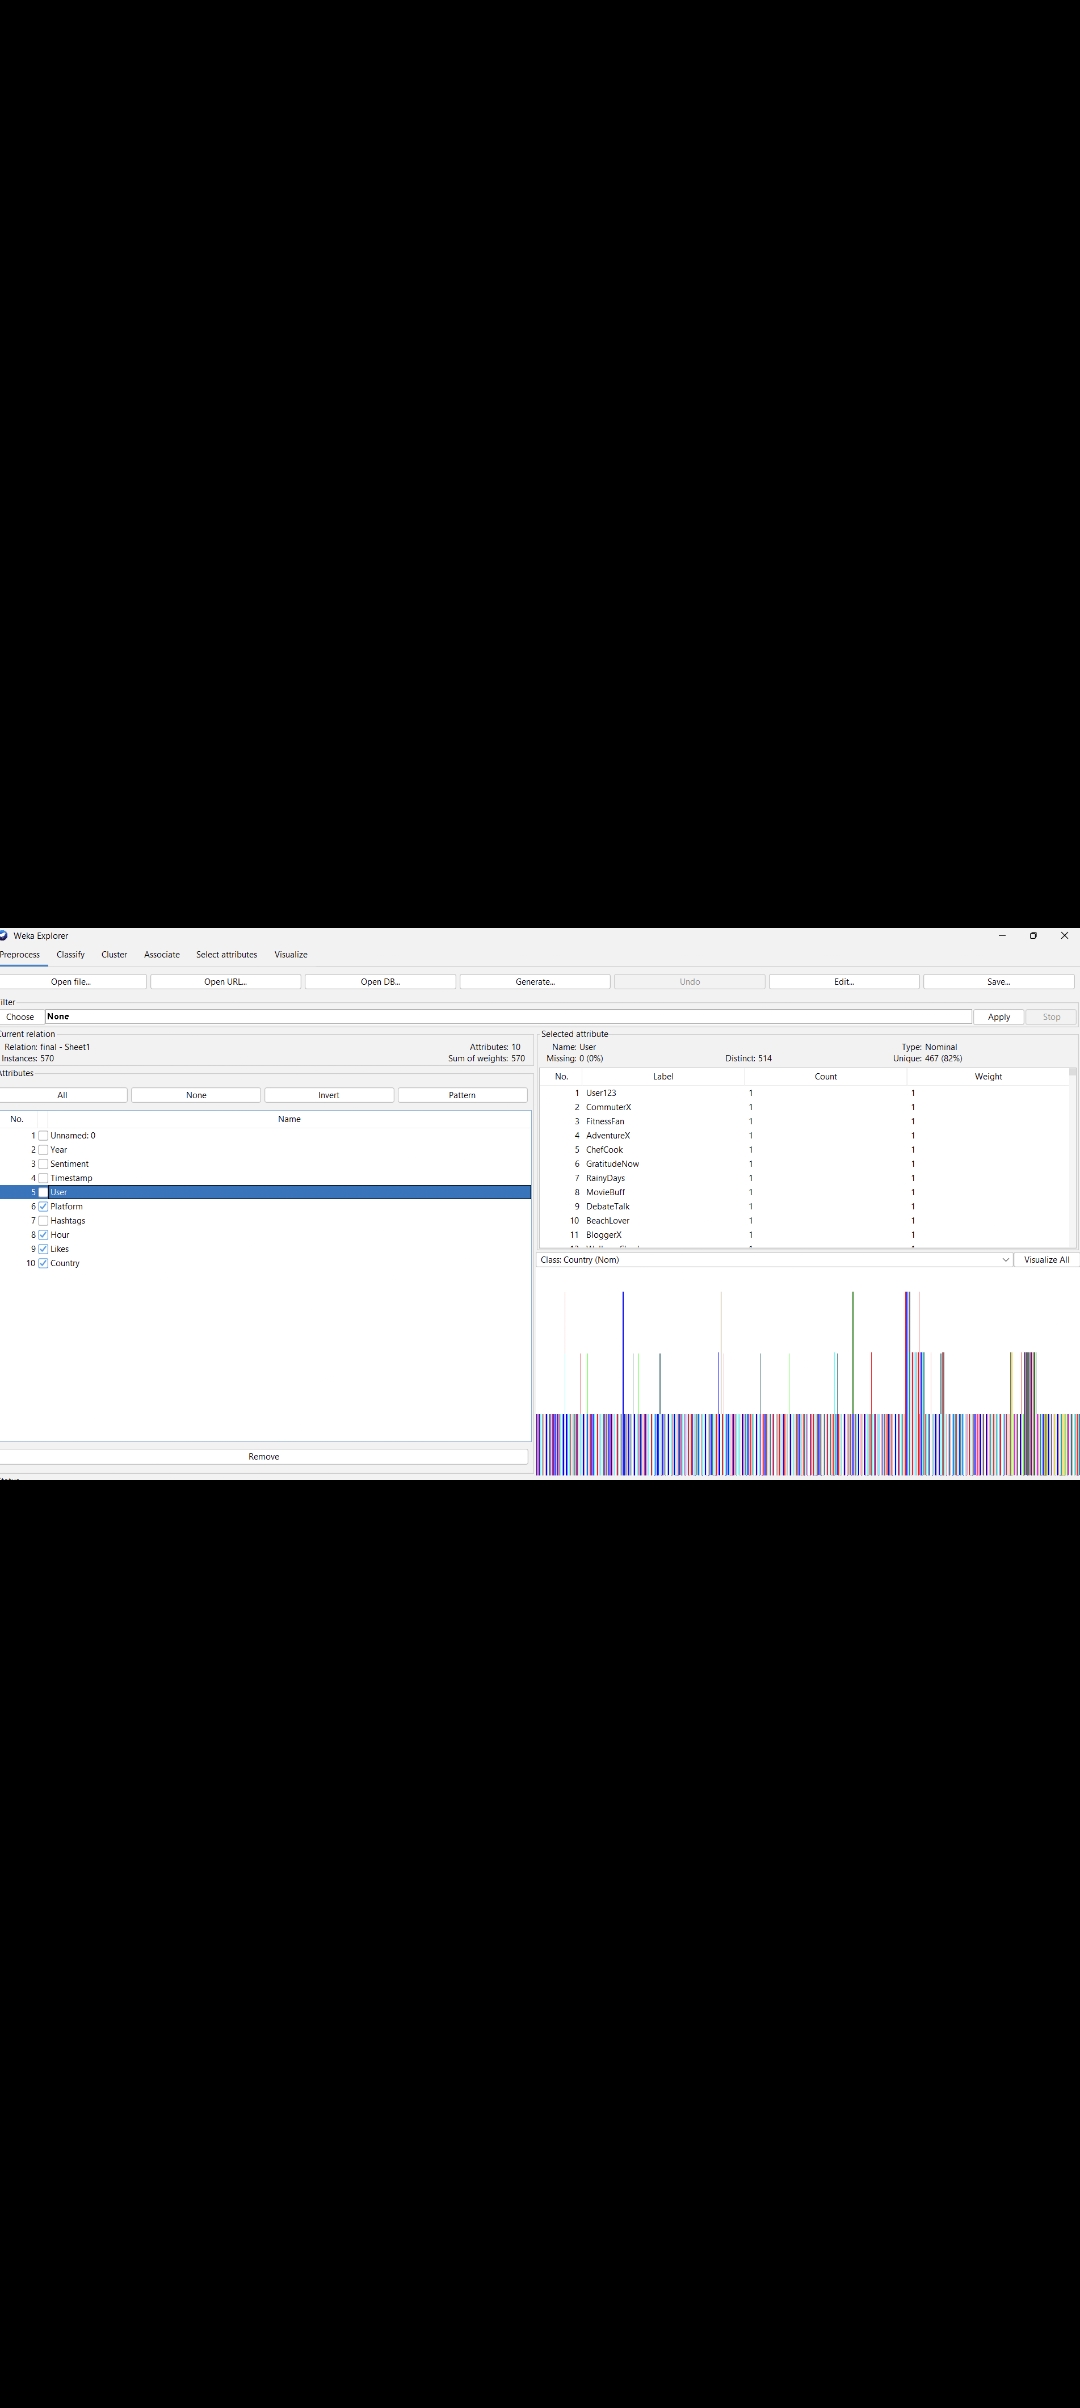 Weka Explorer
Preprocess Classify Cluster Associate Select attributes Visualize
Open file... Open URL... Open DB... Generate... Undo Edit... Save...
ilter
Choose None Apply Stop
urrent relation
Relation: final - Sheet1 Attributes: 10
Instances: 570 Sum of weights: 570
Selected attribute
Name: User Type: Nominal
Missing: 0 (0%) Distinct: 514 Unique: 467 (82%)
ttributes
All None Invert Pattern
No. Name
1 Unnamed: 0
2 Year
3 Sentiment
4 Timestamp
5 User
6 Platform
7 Hashtags
8 Hour
9 Likes
10 Country
Remove
No. Label Count Weight
1 User123 1 1
2 CommuterX 1 1
3 FitnessFan 1 1
4 AdventureX 1 1
5 ChefCook 1 1
6 GratitudeNow 1 1
7 RainyDays 1 1
8 MovieBuff 1 1
9 DebateTalk 1 1
10 BeachLover 1 1
11 BloggerX 1 1
Class: Country (Nom) Visualize All